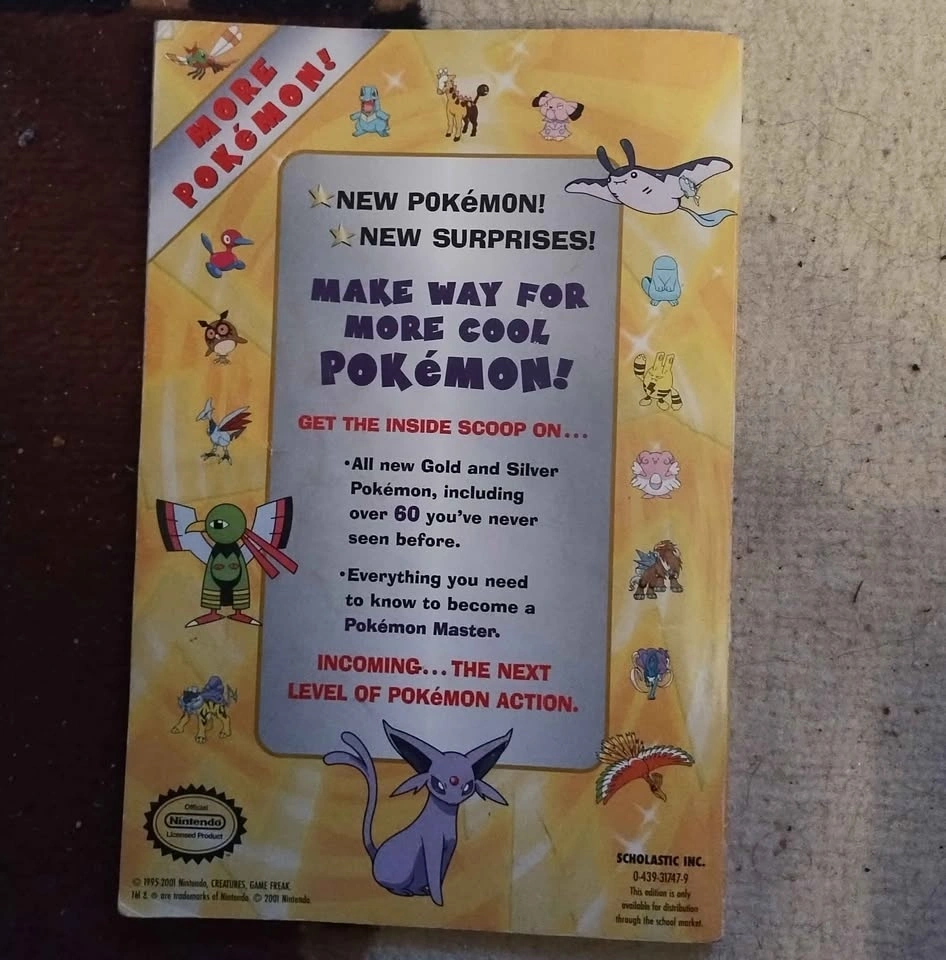 MORE
POKéMON!
NEW POKéMON!
NEW SURPRISES!
MAKE WAY FOR
MORE COOL
POKéMON!
GET THE INSIDE SCOOP ON...
•All new Gold and Silver
Pokémon, including
over 60 you've never
seen before.
•Everything you need
to know to become a
Pokémon Master.
INCOMING...THE NEXT
LEVEL OF POKéMON ACTION.
Official
Nintendo
Licensed Product
© 1995-2001 Nintendo, CREATURES, GAME FREAK.
TM & ® are trademarks of Nintendo. © 2001 Nintendo.
SCHOLASTIC INC.
0-439-31747-9
This edition is only
available for distribution
through the school market.